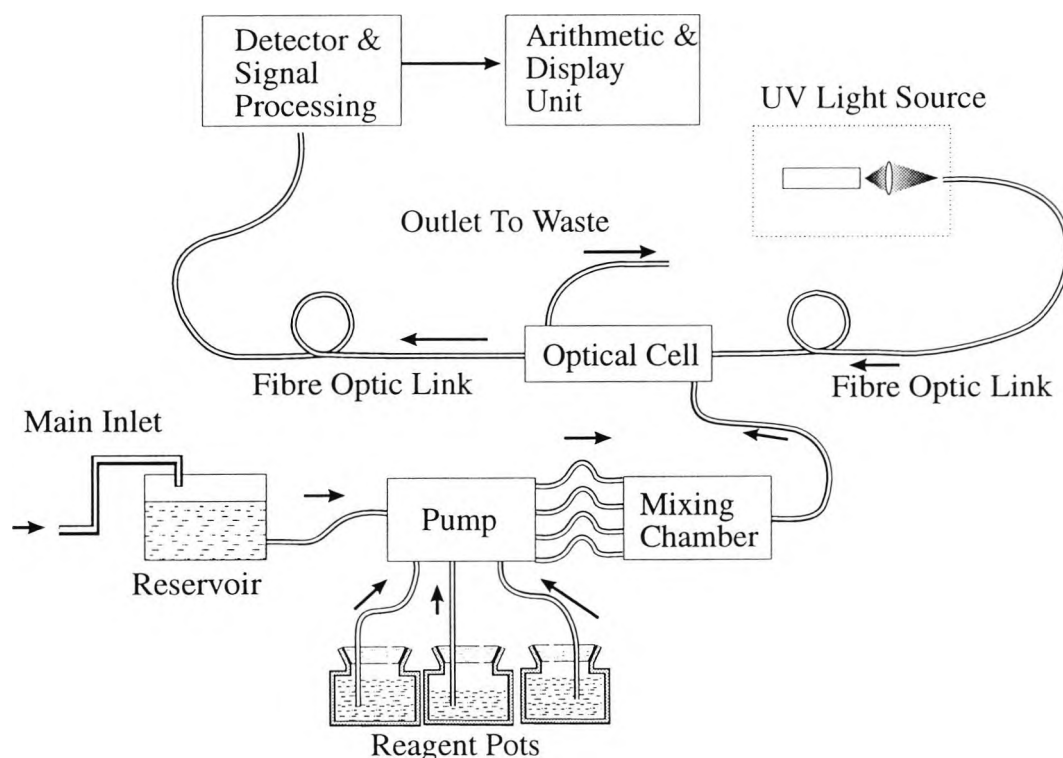 Detector &
Signal
Processing
Arithmetic &
Display
Unit
UV Light Source
Outlet To Waste
Optical Cell
Fibre Optic Link
Fibre Optic Link
Main Inlet
Reservoir
Pump
Mixing
Chamber
Reagent Pots